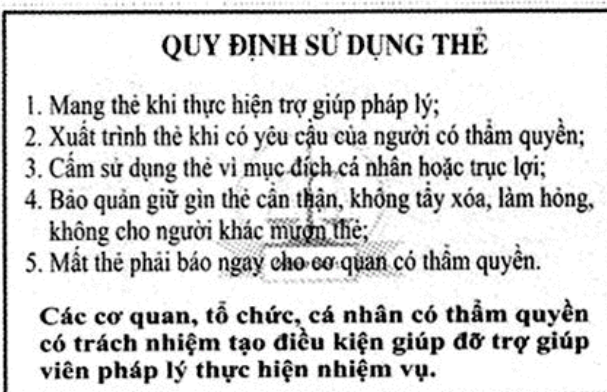 QUY ĐỊNH SỬ DỤNG THẺ
1. Mang thẻ khi thực hiện trợ giúp pháp lý;
2. Xuất trình thẻ khi có yêu cầu của người có thẩm quyền;
3. Cấm sử dụng thẻ vì mục đích cá nhân hoặc trục lợi;
4. Bảo quản giữ gìn thẻ cẩn thận, không tẩy xóa, làm hỏng,
không cho người khác mượn thẻ;
5. Mất thẻ phải báo ngay cho cơ quan có thẩm quyền.
Các cơ quan, tổ chức, cá nhân có thẩm quyền
có trách nhiệm tạo điều kiện giúp đỡ trợ giúp
viên pháp lý thực hiện nhiệm vụ.